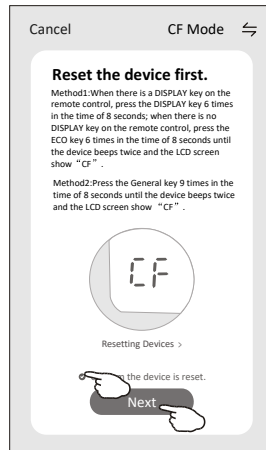 Cancel CF Mode
Reset the device first.
Method1:When there is a DISPLAY key on the
remote control, press the DISPLAY key 6 times
in the time of 8 seconds; when there is no
DISPLAY key on the remote control, press the
ECO key 6 times in the time of 8 seconds until
the device beeps twice and the LCD screen
show “CF”.
Method2:Press the General key 9 times in the
time of 8 seconds until the device beeps twice
and the LCD screen show “CF”.
CF
Resetting Devices >
the device is reset.
Next